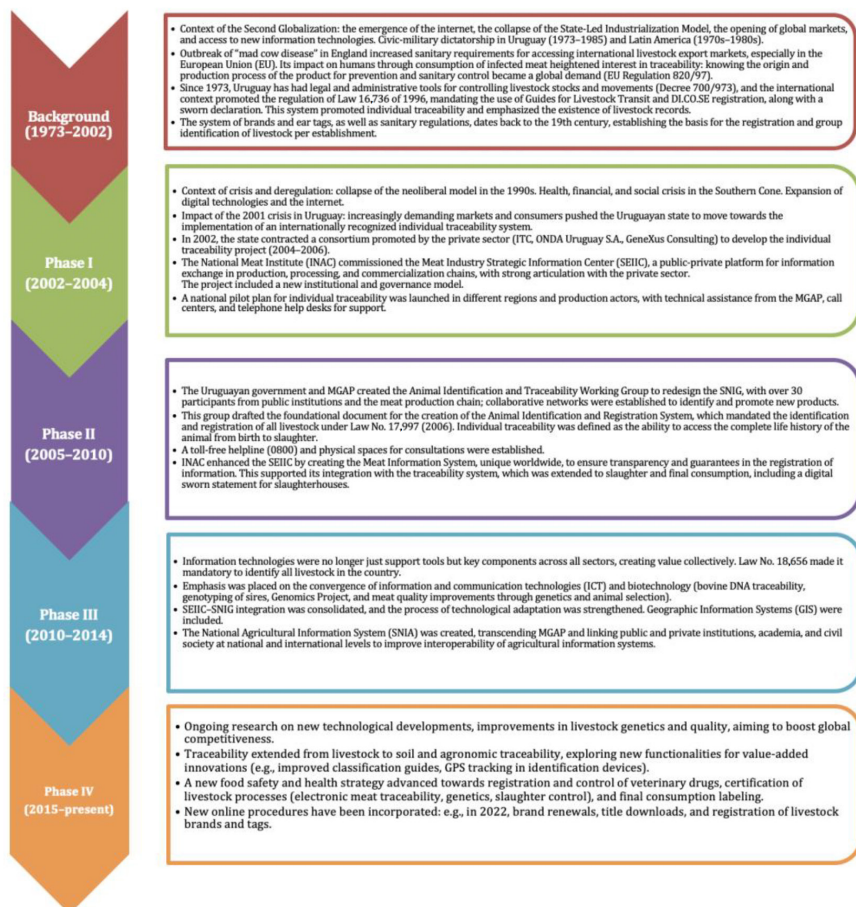 Background
(1973–2002)
• Context of the Second Globalization: the emergence of the internet, the collapse of the State-Led Industrialization Model, the opening of global markets,
and access to new information technologies. Civic-military dictatorship in Uruguay (1973–1985) and Latin America (1970s–1980s).
• Outbreak of "mad cow disease" in England increased sanitary requirements for accessing international livestock export markets, especially in the
European Union (EU). Its impact on humans through consumption of infected meat heightened interest in traceability: knowing the origin and
production process of the product for prevention and sanitary control became a global demand (EU Regulation 820/97).
• Since 1973, Uruguay has had legal and administrative tools for controlling livestock stocks and movements (Decree 700/973), and the international
context promoted the regulation of Law 16,736 of 1996, mandating the use of Guides for Livestock Transit and DI.CO.SE registration, along with a
sworn declaration. This system promoted individual traceability and emphasized the existence of livestock records.
• The system of brands and ear tags, as well as sanitary regulations, dates back to the 19th century, establishing the basis for the registration and group
identification of livestock per establishment.
Phase I
(2002–2004)
• Context of crisis and deregulation: collapse of the neoliberal model in the 1990s. Health, financial, and social crisis in the Southern Cone. Expansion of
digital technologies and the internet.
• Impact of the 2001 crisis in Uruguay: increasingly demanding markets and consumers pushed the Uruguayan state to move towards the
implementation of an internationally recognized individual traceability system.
• In 2002, the state contracted a consortium promoted by the private sector (ITC, ONDA Uruguay S.A., GeneXus Consulting) to develop the individual
traceability project (2004–2006).
• The National Meat Institute (INAC) commissioned the Meat Industry Strategic Information Center (SEIIC), a public-private platform for information
exchange in production, processing, and commercialization chains, with strong articulation with the private sector.
The project included a new institutional and governance model.
• A national pilot plan for individual traceability was launched in different regions and production actors, with technical assistance from the MGAP, call
centers, and telephone help desks for support.
Phase II
(2005–2010)
• The Uruguayan government and MGAP created the Animal Identification and Traceability Working Group to redesign the SNIG, with over 30
participants from public institutions and the meat production chain; collaborative networks were established to identify and promote new products.
• This group drafted the foundational document for the creation of the Animal Identification and Registration System, which mandated the identification
and registration of all livestock under Law No. 17,997 (2006). Individual traceability was defined as the ability to access the complete life history of the
animal from birth to slaughter.
• A toll-free helpline (0800) and physical spaces for consultations were established.
• INAC enhanced the SEIIC by creating the Meat Information System, unique worldwide, to ensure transparency and guarantees in the registration of
information. This supported its integration with the traceability system, which was extended to slaughter and final consumption, including a digital
sworn statement for slaughterhouses.
Phase III
(2010–2014)
• Information technologies were no longer just support tools but key components across all sectors, creating value collectively. Law No. 18,656 made it
mandatory to identify all livestock in the country.
• Emphasis was placed on the convergence of information and communication technologies (ICT) and biotechnology (bovine DNA traceability,
genotyping of sires, Genomics Project, and meat quality improvements through genetics and animal selection).
• SEIIC–SNIG integration was consolidated, and the process of technological adaptation was strengthened. Geographic Information Systems (GIS) were
included.
• The National Agricultural Information System (SNIA) was created, transcending MGAP and linking public and private institutions, academia, and civil
society at national and international levels to improve interoperability of agricultural information systems.
Phase IV
(2015–present)
• Ongoing research on new technological developments, improvements in livestock genetics and quality, aiming to boost global
competitiveness.
• Traceability extended from livestock to soil and agronomic traceability, exploring new functionalities for value-added
innovations (e.g., improved classification guides, GPS tracking in identification devices).
• A new food safety and health strategy advanced towards registration and control of veterinary drugs, certification of
livestock processes (electronic meat traceability, genetics, slaughter control), and final consumption labeling.
• New online procedures have been incorporated: e.g., in 2022, brand renewals, title downloads, and registration of livestock
brands and tags.